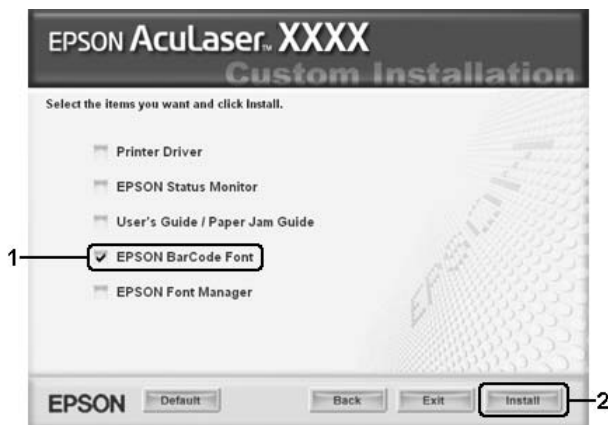 EPSON AcuLaser™ XXXX
Custom Installation
Select the items you want and click Install.
Printer Driver
EPSON Status Monitor
User's Guide / Paper Jam Guide
1
EPSON BarCode Font
EPSON Font Manager
EPSON
EPSON Default Back Exit Install
2